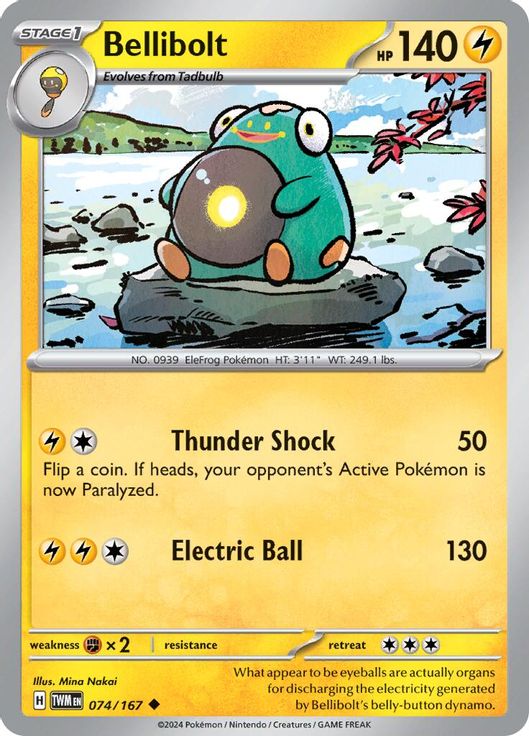 STAGE1
Bellibolt
HP 140
Evolves from Tadbulb
NO. 0939 EleFrog Pokémon HT: 3'11" WT: 249.1 lbs.
Thunder Shock 50
Flip a coin. If heads, your opponent's Active Pokémon is
now Paralyzed.
Electric Ball 130
weakness ×2 resistance retreat
Illus. Mina Nakai
What appear to be eyeballs are actually organs
for discharging the electricity generated
by Bellibolt's belly-button dynamo.
H TWM EN 074/167
©2024 Pokémon / Nintendo / Creatures / GAME FREAK